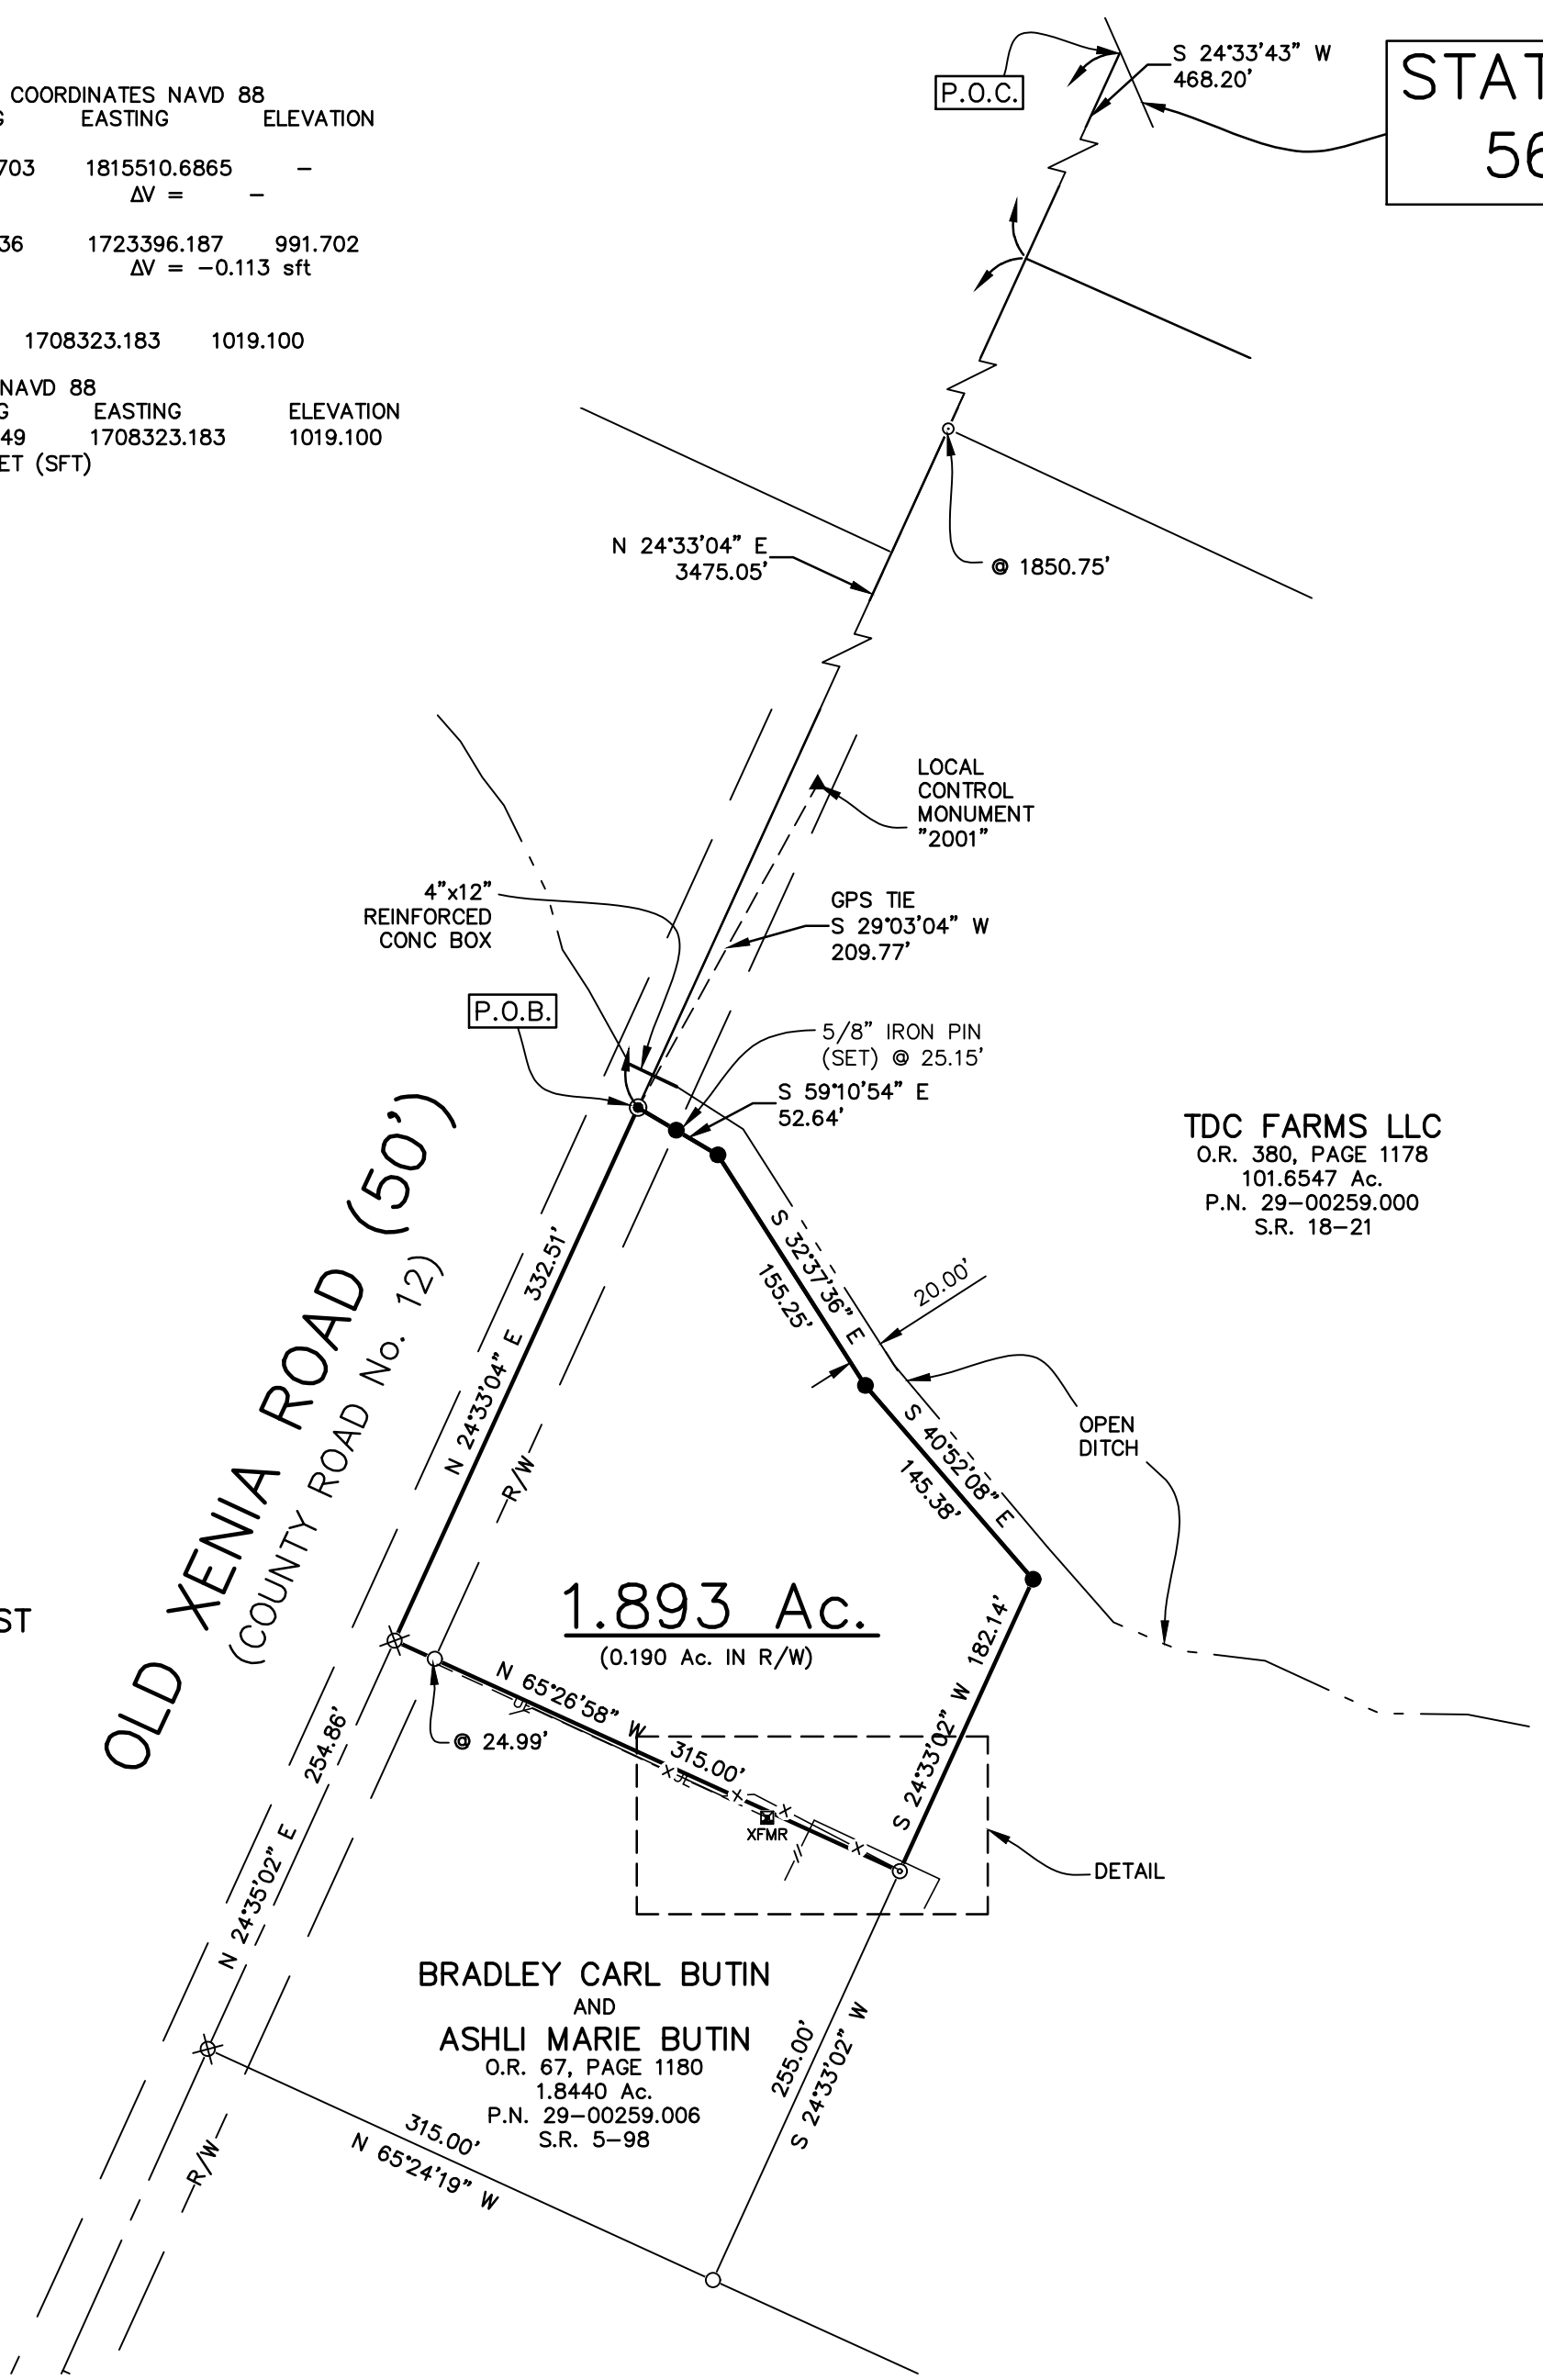 COORDINATES NAVD 88
G EASTING ELEVATION
703 1815510.6865 –
ΔV = –
36 1723396.187 991.702
ΔV = –0.113 sft
1708323.183 1019.100
NAVD 88
G EASTING ELEVATION
49 1708323.183 1019.100
ET (SFT)
P.O.C.
S 24°33'43" W
468.20'
STAT
56
N 24°33'04" E
3475.05'
@ 1850.75'
LOCAL
CONTROL
MONUMENT
"2001"
4"x12"
REINFORCED
CONC BOX
GPS TIE
S 29°03'04" W
209.77'
P.O.B.
5/8" IRON PIN
(SET) @ 25.15'
S 59°10'54" E
52.64'
TDC FARMS LLC
O.R. 380, PAGE 1178
101.6547 Ac.
P.N. 29–00259.000
S.R. 18–21
OLD XENIA ROAD (50')
(COUNTY ROAD No. 12)
N 24°33'04" E 332.51'
R/W
S 32°37'36" E
155.25'
20.00'
S 40°52'08" E
145.38'
OPEN
DITCH
ST
1.893 Ac.
(0.190 Ac. IN R/W)
S 24°33'02" W 182.14'
N 65°26'58" W
315.00'
UE
X
UE
X
X
X
//
@ 24.99'
XFMR
DETAIL
N 24°35'02" E 254.86'
BRADLEY CARL BUTIN
AND
ASHLI MARIE BUTIN
O.R. 67, PAGE 1180
1.8440 Ac.
P.N. 29–00259.006
S.R. 5–98
255.00'
S 24°33'02" W
315.00'
N 65°24'19" W
R/W